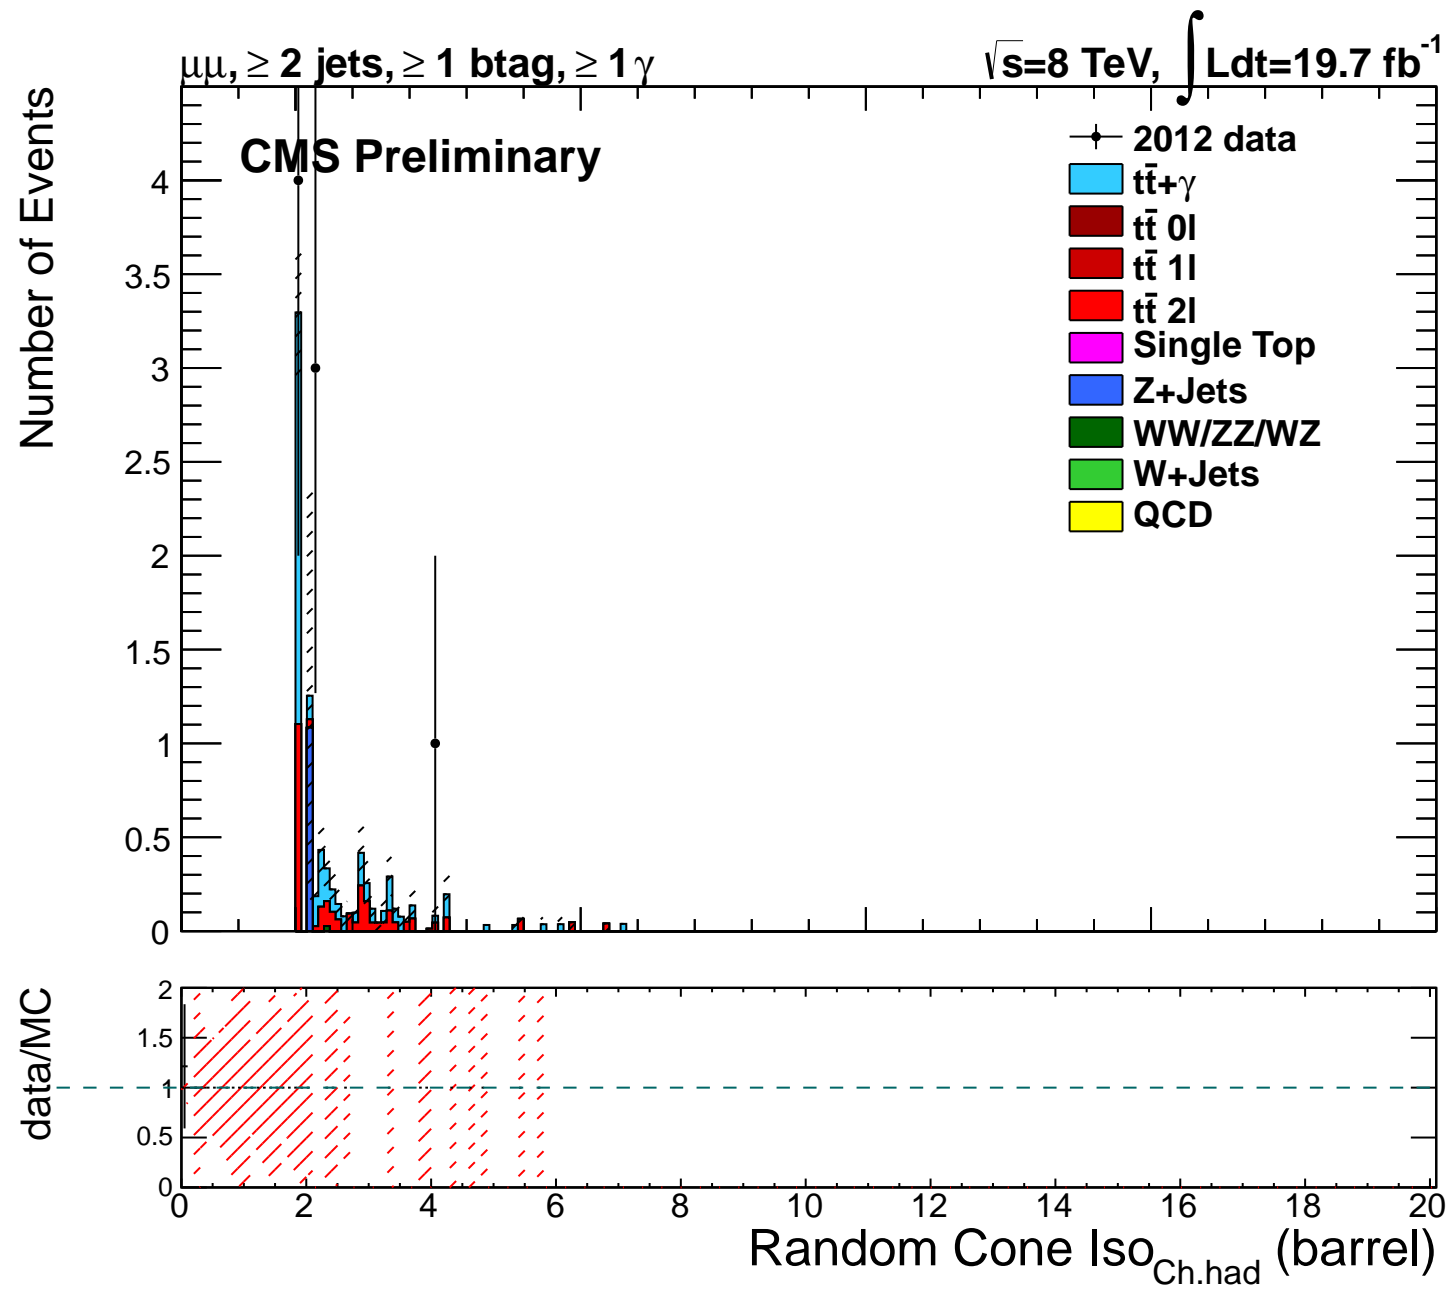 μμ, ≥ 2 jets, ≥ 1 btag, ≥ 1 γ
√s=8 TeV, ∫ Ldt=19.7 fb⁻¹
CMS Preliminary
Number of Events
4
3.5
3
2.5
2
1.5
1
0.5
0
2012 data
tt̄+γ
tt̄ 0l
tt̄ 1l
tt̄ 2l
Single Top
Z+Jets
WW/ZZ/WZ
W+Jets
QCD
data/MC
2
1.5
1
0.5
0
0 2 4 6 8 10 12 14 16 18 20
Random Cone Iso_Ch.had (barrel)